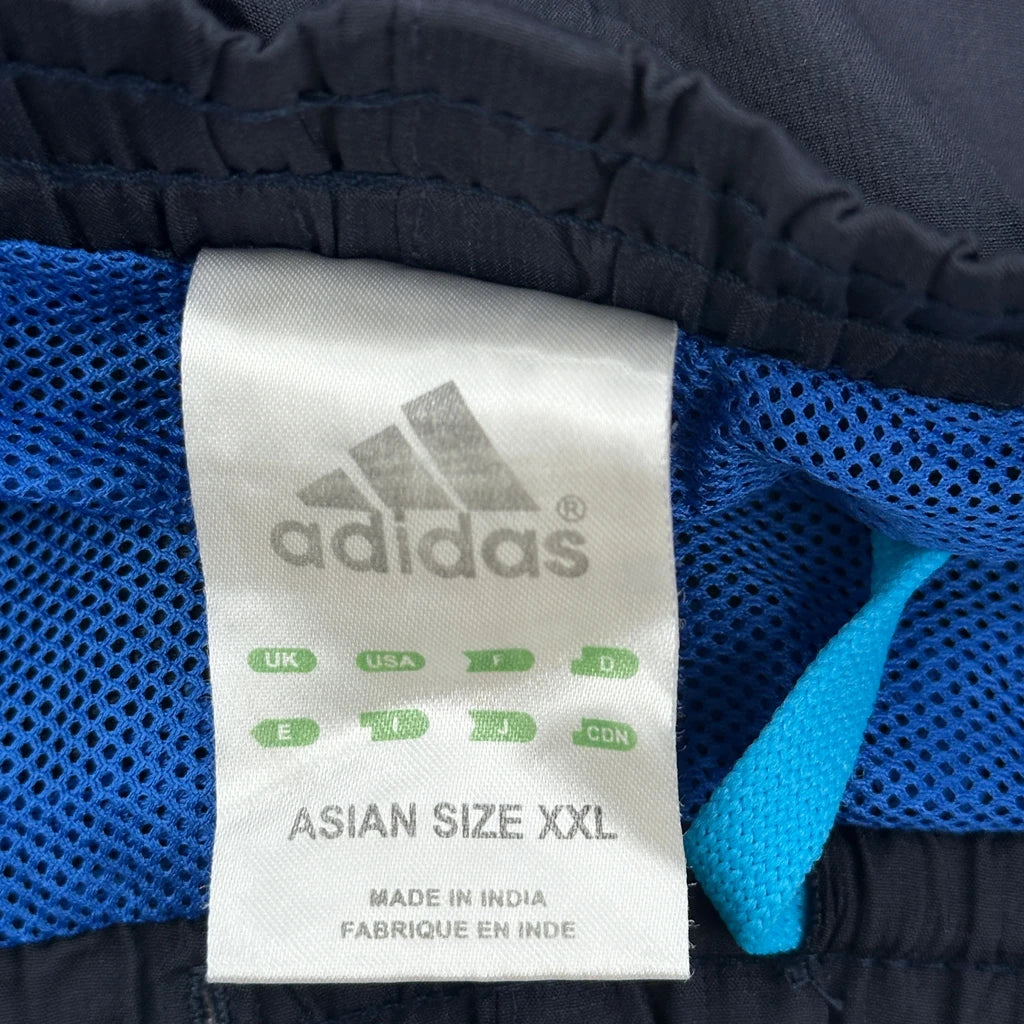 adidas®
UK USA F D
E I J CDN
ASIAN SIZE XXL
MADE IN INDIA
FABRIQUE EN INDE